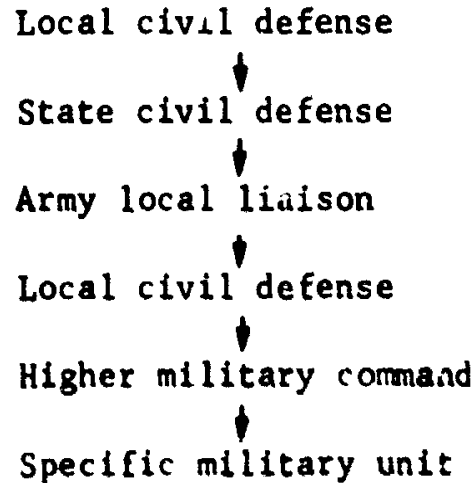 Local civil defense
State civil defense
Army local liaison
Local civil defense
Higher military command
Specific military unit